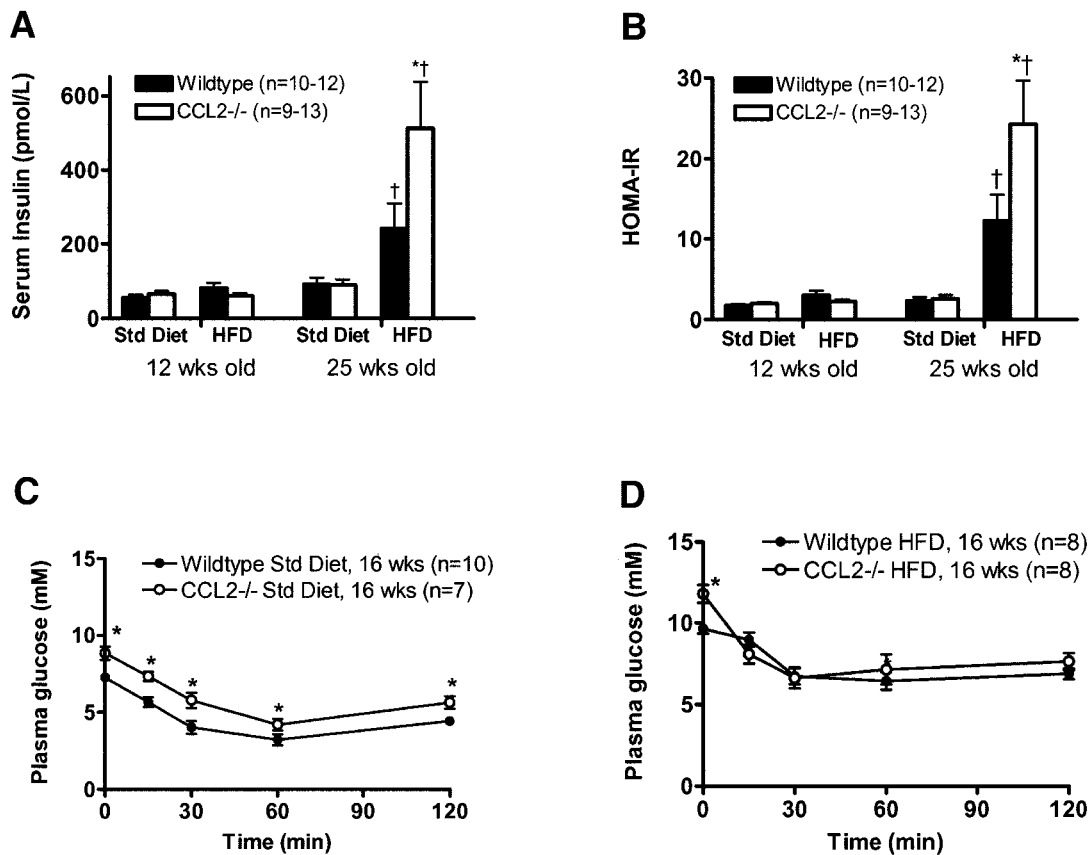 A
Serum Insulin (pmol/L)
Wildtype (n=10-12)
CCL2-/- (n=9-13)
600
400
200
0
†
*†
Std Diet HFD Std Diet HFD
12 wks old 25 wks old
B
HOMA-IR
Wildtype (n=10-12)
CCL2-/- (n=9-13)
30
20
10
0
†
*†
Std Diet HFD Std Diet HFD
12 wks old 25 wks old
C
Plasma glucose (mM)
Wildtype Std Diet, 16 wks (n=10)
CCL2-/- Std Diet, 16 wks (n=7)
15
10
5
0
* * * * *
0 30 60 90 120
Time (min)
D
Plasma glucose (mM)
Wildtype HFD, 16 wks (n=8)
CCL2-/- HFD, 16 wks (n=8)
15
10
5
0
*
0 30 60 90 120
Time (min)